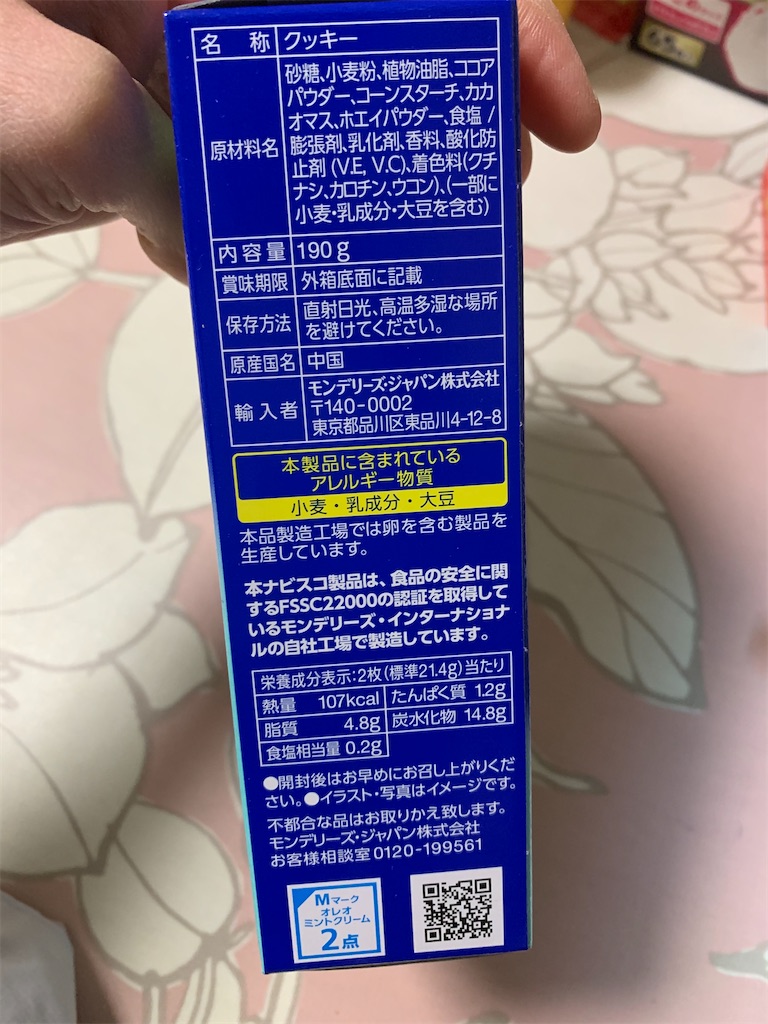 名 称 クッキー
原材料名
砂糖、小麦粉、植物油脂、ココア
パウダー、コーンスターチ、カカ
オマス、ホエイパウダー、食塩 /
膨張剤、乳化剤、香料、酸化防
止剤 (V.E, V.C)、着色料(クチ
ナシ、カロチン、ウコン)、(一部に
小麦・乳成分・大豆を含む)
内容量 190g
賞味期限 外箱底面に記載
保存方法
直射日光、高温多湿な場所
を避けてください。
原産国名 中国
輸入者
モンデリーズ・ジャパン株式会社
〒140-0002
東京都品川区東品川4-12-8
本製品に含まれている
アレルギー物質
小麦・乳成分・大豆
本品製造工場では卵を含む製品を
生産しています。
本ナビスコ製品は、食品の安全に関
するFSSC22000の認証を取得して
いるモンデリーズ・インターナショナ
ルの自社工場で製造しています。
栄養成分表示:2枚(標準21.4g)当たり
熱量 107kcal たんぱく質 1.2g
脂質 4.8g 炭水化物 14.8g
食塩相当量 0.2g
●開封後はお早めにお召し上がりくだ
さい。●イラスト・写真はイメージです。
不都合な品はお取りかえ致します。
モンデリーズ・ジャパン株式会社
お客様相談室 0120-199561
Mマーク
オレオ
ミントクリーム
2点